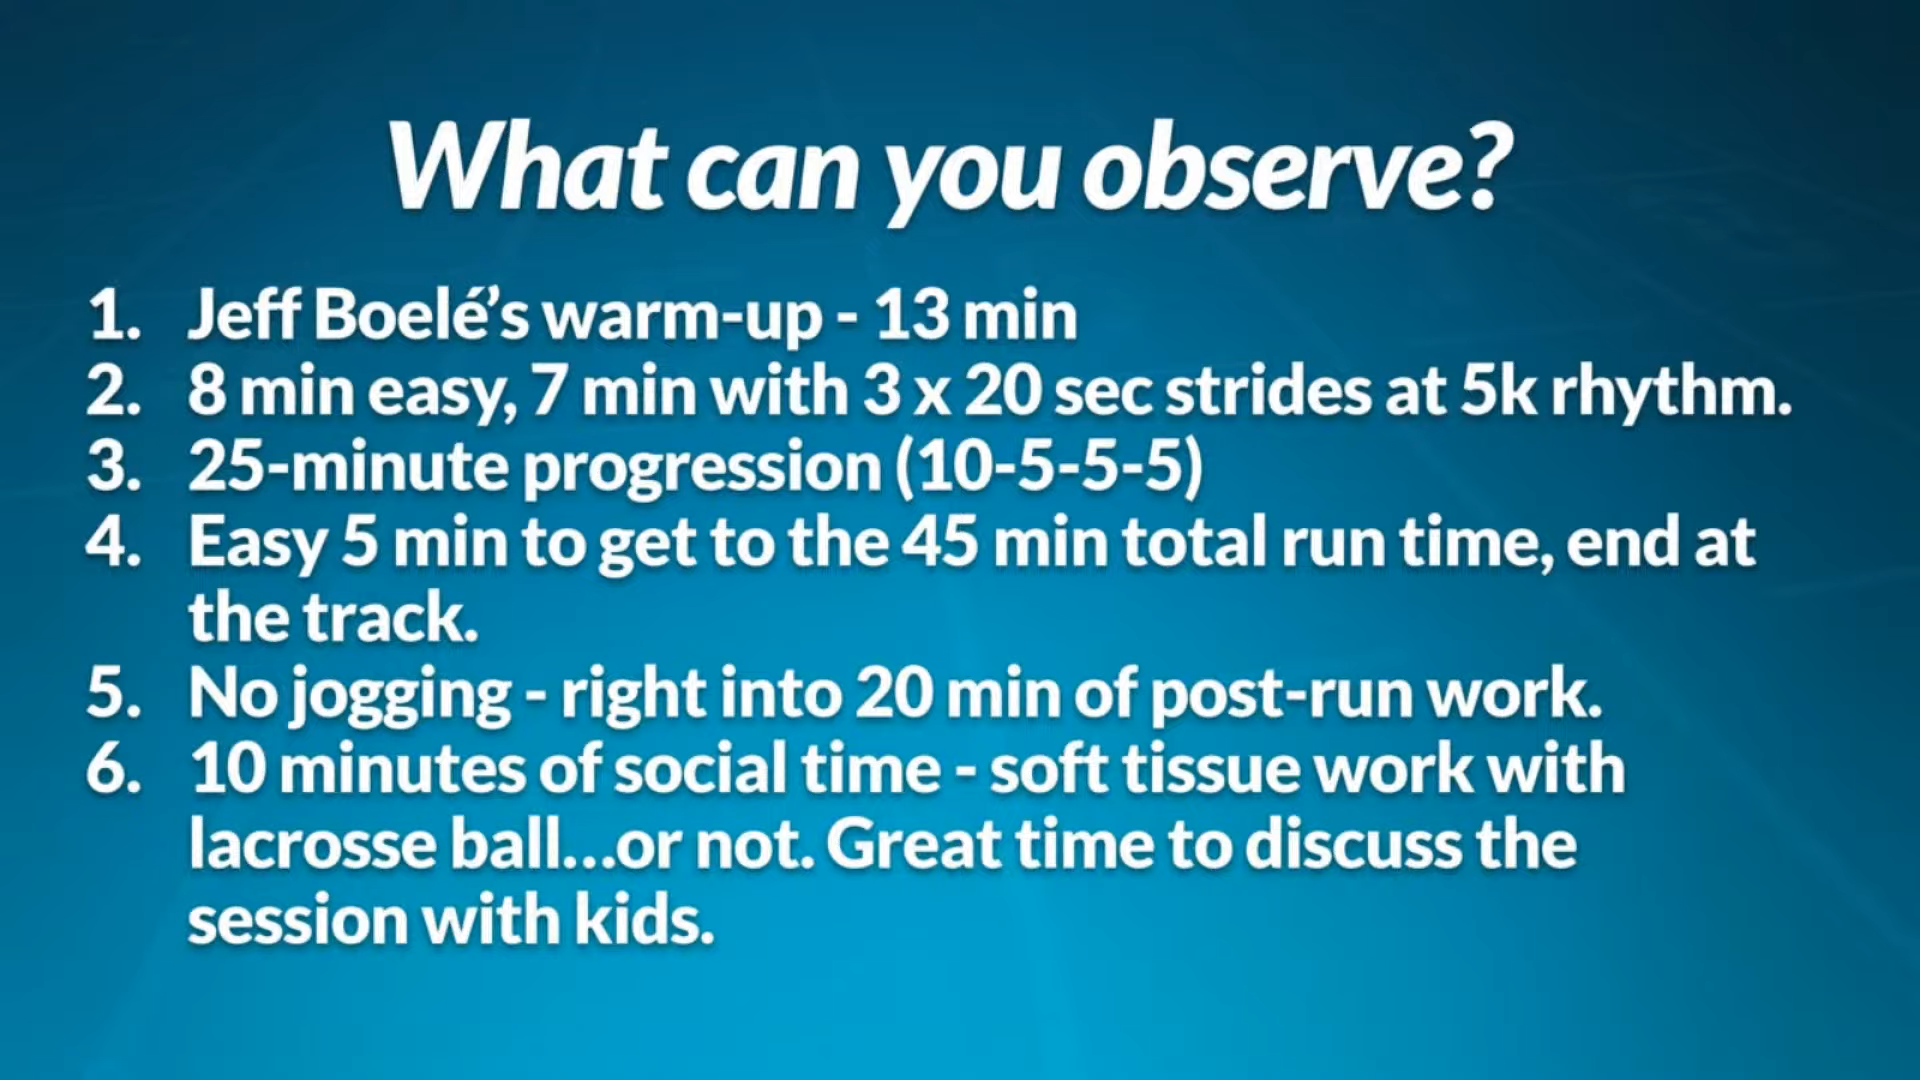 What can you observe?
1. Jeff Boelé’s warm-up - 13 min
2. 8 min easy, 7 min with 3 x 20 sec strides at 5k rhythm.
3. 25-minute progression (10-5-5-5)
4. Easy 5 min to get to the 45 min total run time, end at
the track.
5. No jogging - right into 20 min of post-run work.
6. 10 minutes of social time - soft tissue work with
lacrosse ball...or not. Great time to discuss the
session with kids.